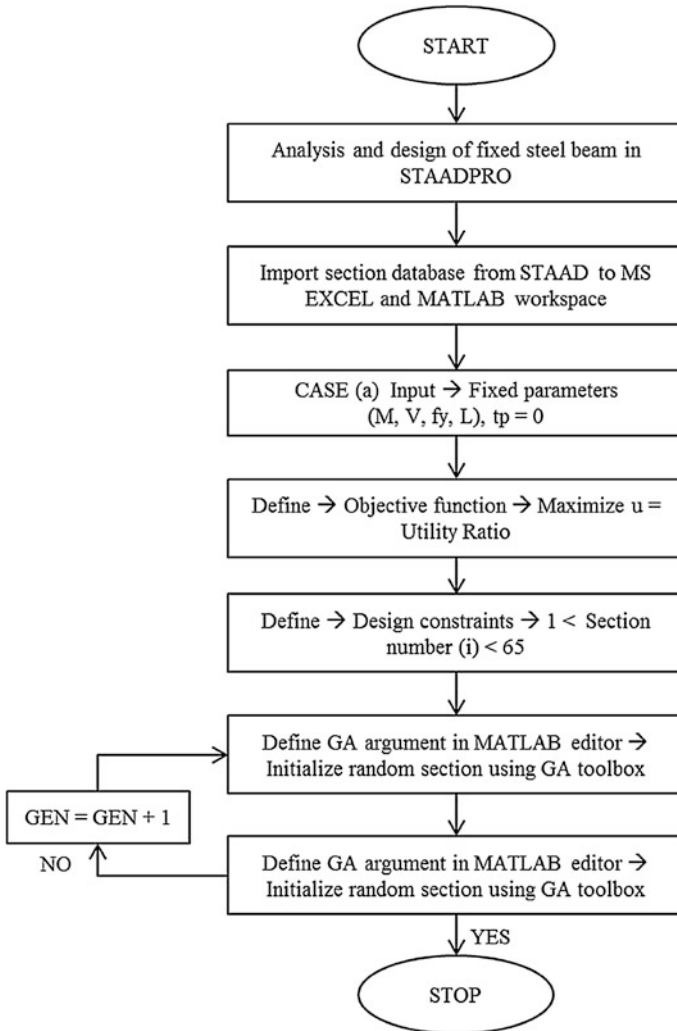 START
Analysis and design of fixed steel beam in
STAADPRO
Import section database from STAAD to MS
EXCEL and MATLAB workspace
CASE (a) Input → Fixed parameters
(M, V, fy, L), tp = 0
Define → Objective function → Maximize u =
Utility Ratio
Define → Design constraints → 1 < Section
number (i) < 65
Define GA argument in MATLAB editor →
Initialize random section using GA toolbox
GEN = GEN + 1
NO
Define GA argument in MATLAB editor →
Initialize random section using GA toolbox
YES
STOP